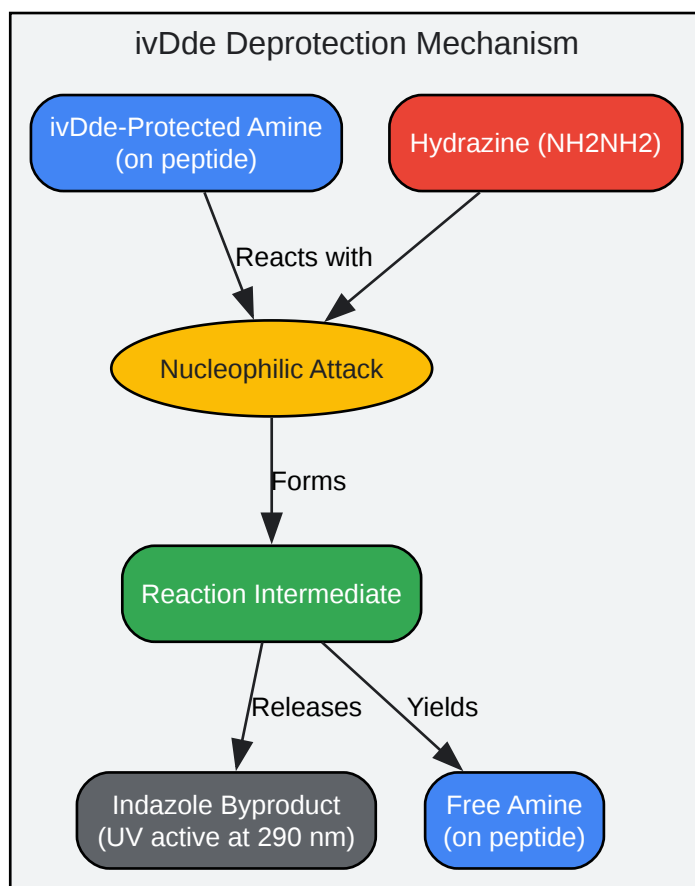 ivDde Deprotection Mechanism
ivDde-Protected Amine
(on peptide)
Hydrazine (NH2NH2)
Reacts with
Nucleophilic Attack
Forms
Reaction Intermediate
Releases
Yields
Indazole Byproduct
(UV active at 290 nm)
Free Amine
(on peptide)